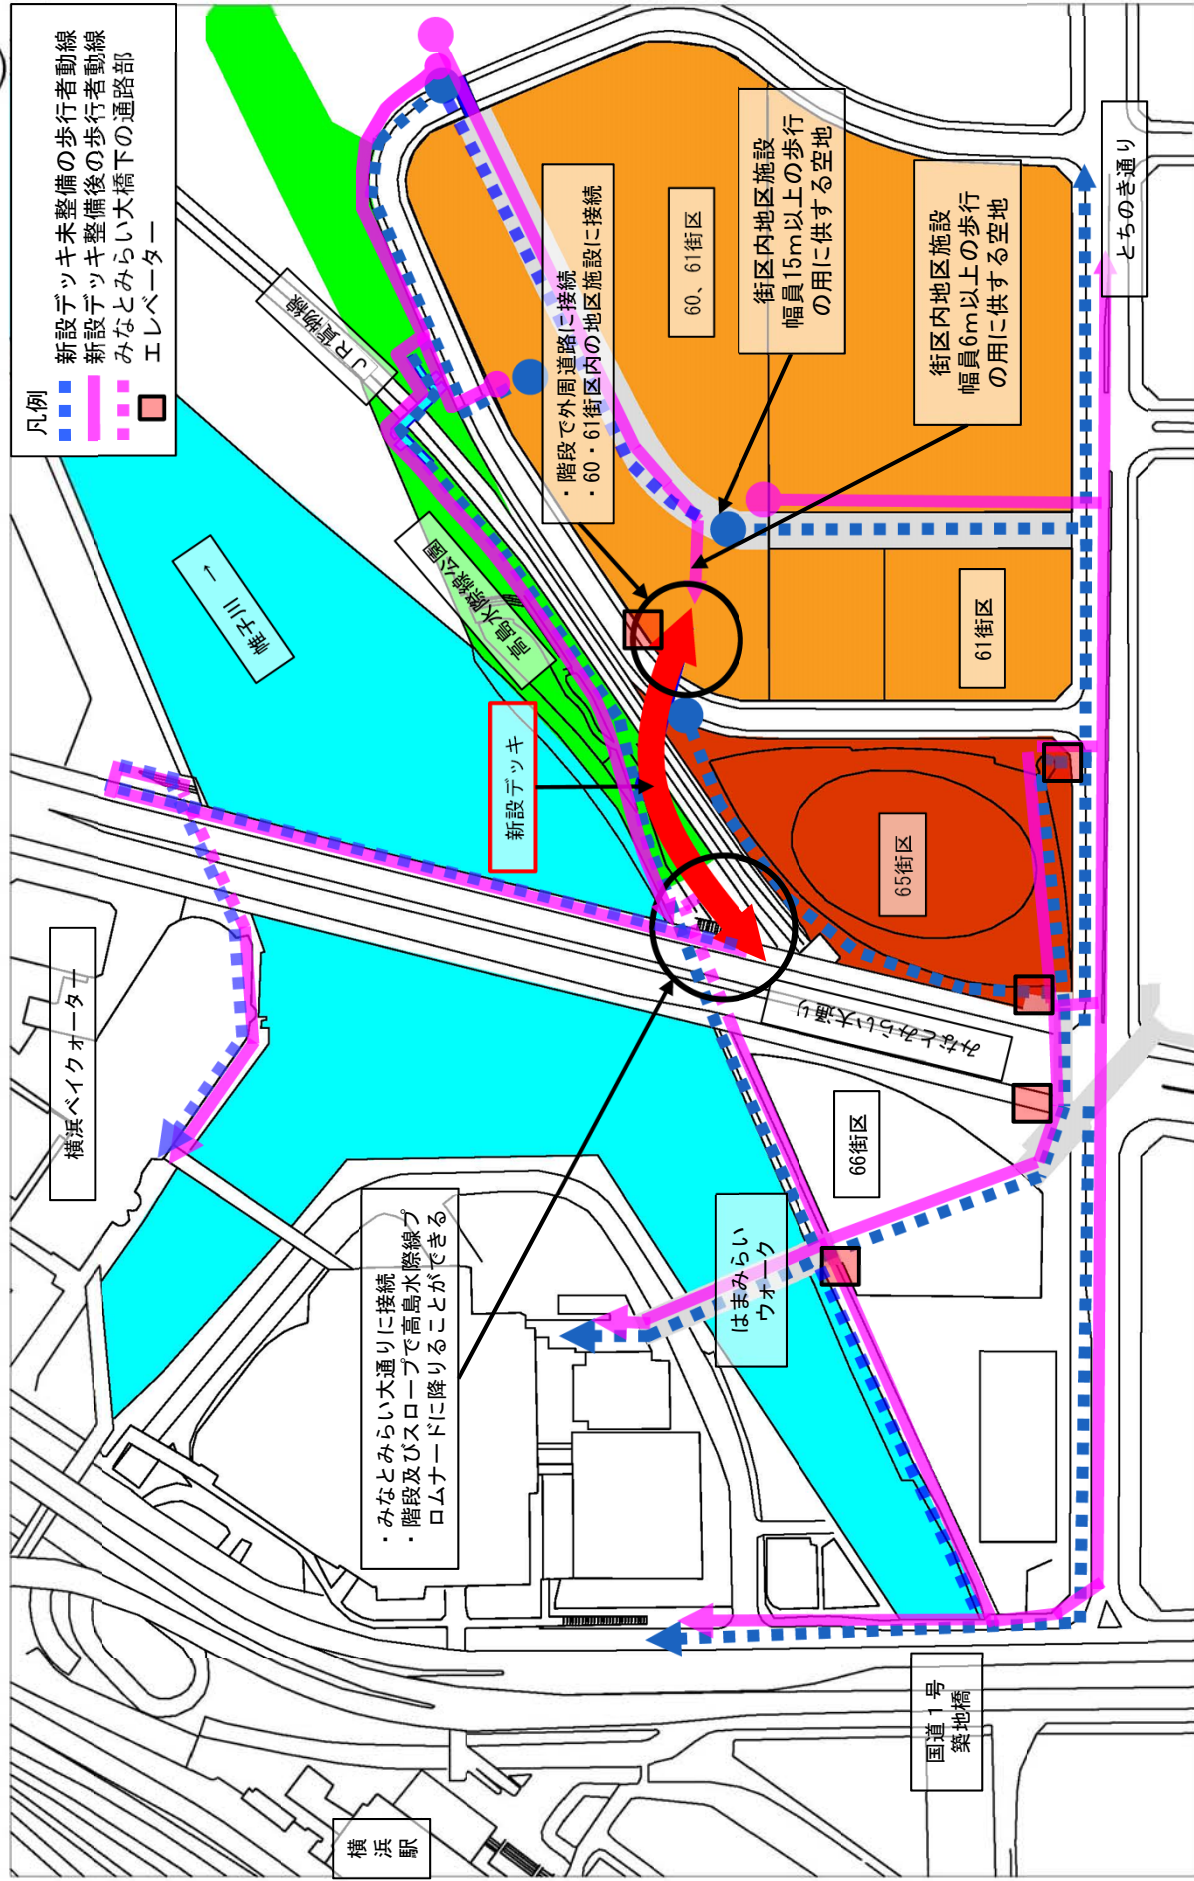 凡例
新設デッキ未整備の歩行者動線
新設デッキ整備後の歩行者動線
みなとみらい大橋下の通路部
エレベーター
横浜ベイクォーター
帷子川 →
JR貨物線
高島水際線公園
新設デッキ
・階段で外周道路に接続
・60・61街区内の地区施設に接続
60、61街区
街区内地区施設
幅員15m以上の歩行
の用に供する空地
街区内地区施設
幅員6m以上の歩行
の用に供する空地
とちのき通り
61街区
65街区
みなとみらい大通り
66街区
・みなとみらい大通りに接続
・階段及びスロープで高島水際線プ
ロムナードに降りることができる
はまみらい
ウォーク
国道1号
築地橋
横浜
駅